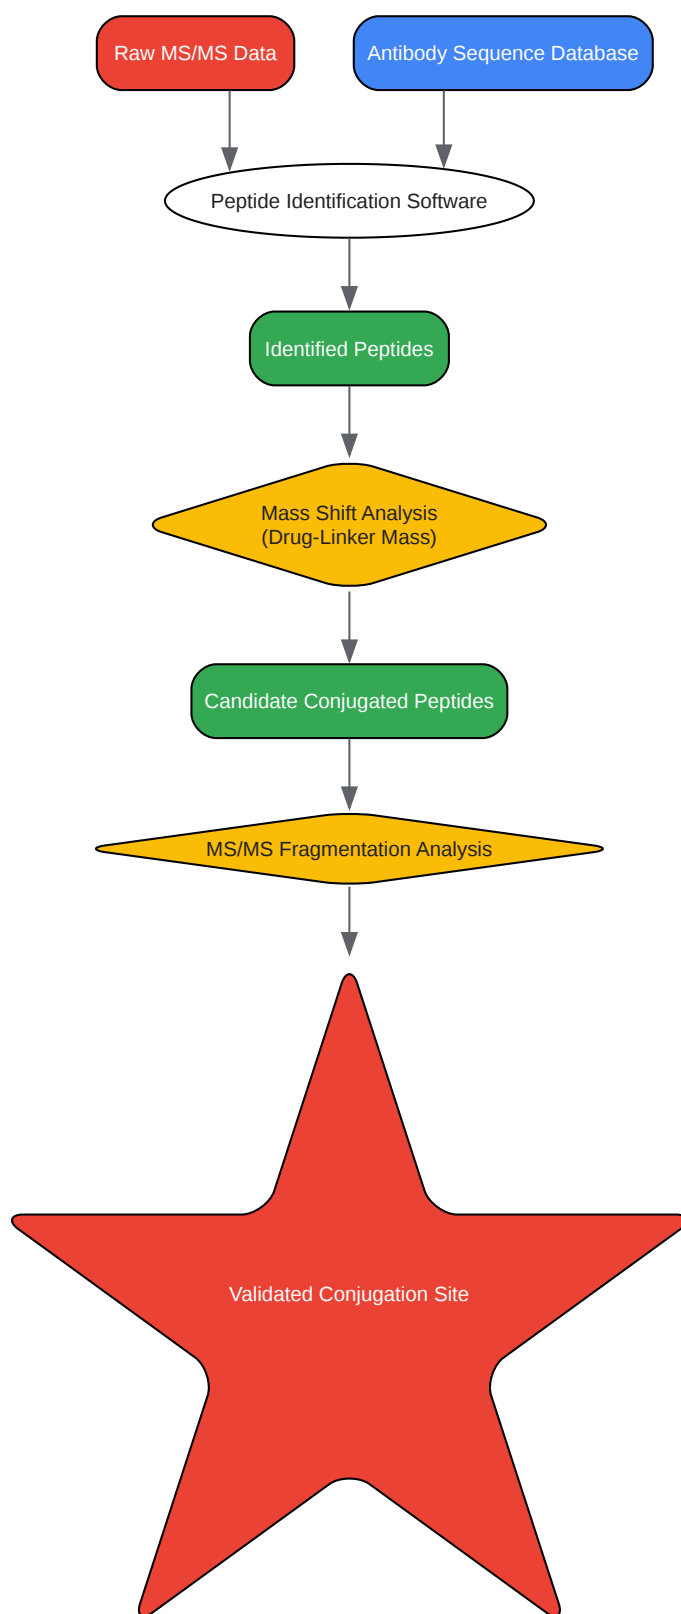 Raw MS/MS Data
Antibody Sequence Database
Peptide Identification Software
Identified Peptides
Mass Shift Analysis
(Drug-Linker Mass)
Candidate Conjugated Peptides
MS/MS Fragmentation Analysis
Validated Conjugation Site